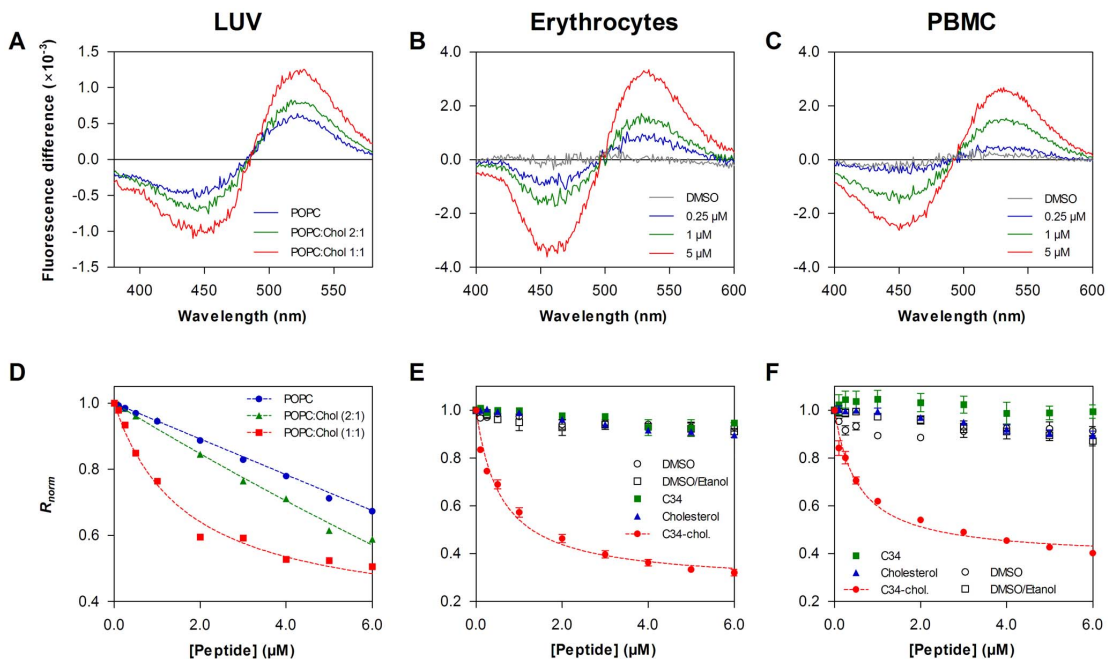 LUV
Erythrocytes
PBMC
A
B
C
Fluorescence difference (×10⁻³)
1.5
1.0
0.5
0.0
-0.5
-1.0
-1.5
POPC
POPC:Chol 2:1
POPC:Chol 1:1
400
450
500
550
Wavelength (nm)
4.0
2.0
0.0
-2.0
-4.0
DMSO
0.25 µM
1 µM
5 µM
400
450
500
550
600
Wavelength (nm)
4.0
2.0
0.0
-2.0
-4.0
DMSO
0.25 µM
1 µM
5 µM
400
450
500
550
600
Wavelength (nm)
D
E
F
Rnorm
1.0
0.8
0.6
0.4
POPC
POPC:Chol (2:1)
POPC:Chol (1:1)
0.0
2.0
4.0
6.0
[Peptide] (µM)
1.0
0.8
0.6
0.4
0.2
DMSO
DMSO/Etanol
C34
Cholesterol
C34-chol.
0.0
2.0
4.0
6.0
[Peptide] (µM)
1.0
0.8
0.6
0.4
0.2
C34
Cholesterol
C34-chol.
DMSO
DMSO/Etanol
0.0
2.0
4.0
6.0
[Peptide] (µM)